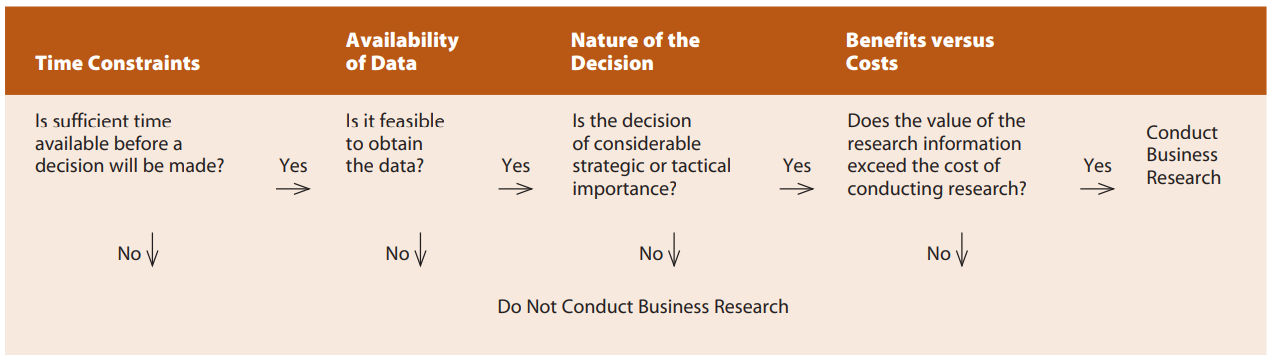 Time Constraints
Availability
of Data
Nature of the
Decision
Benefits versus
Costs
Is sufficient time
available before a
decision will be made?
Yes
Is it feasible
to obtain
the data?
Yes
Is the decision
of considerable
strategic or tactical
importance?
Yes
Does the value of the
research information
exceed the cost of
conducting research?
Yes
Conduct
Business
Research
No
No
No
No
Do Not Conduct Business Research